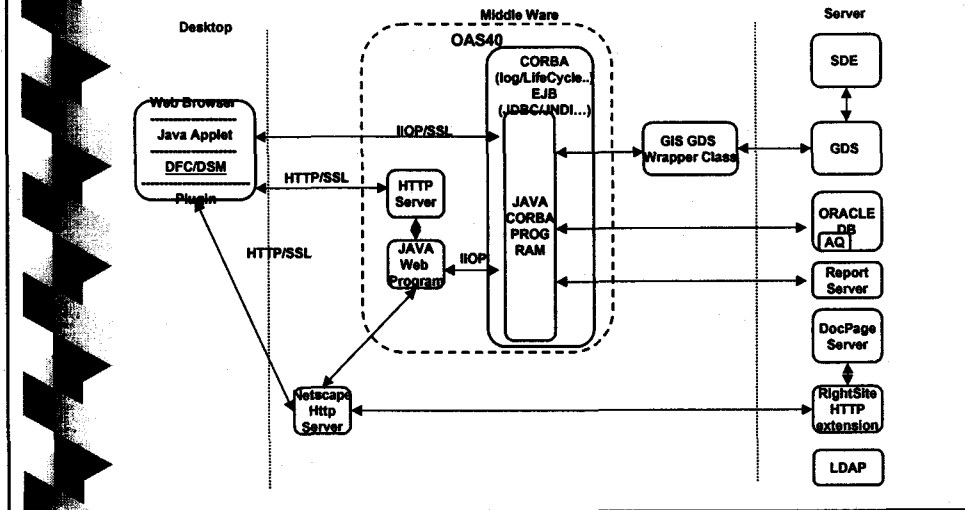 Desktop
Middle Ware
Server
OAS40
CORBA
(log/LifeCycle..)
EJB
(JDBC/JNDI...)
SDE
Web Browser
Java Applet
DFC/DSM
Plugin
IIOP/SSL
HTTP/SSL
HTTP/SSL
HTTP
Server
JAVA
Web
Program
IIOP
JAVA
CORBA
PROG
RAM
GIS GDS
Wrapper Class
GDS
ORACLE
DB
AQ
Report
Server
DocPage
Server
Netscape
Http
Server
RightSite
HTTP
extension
LDAP